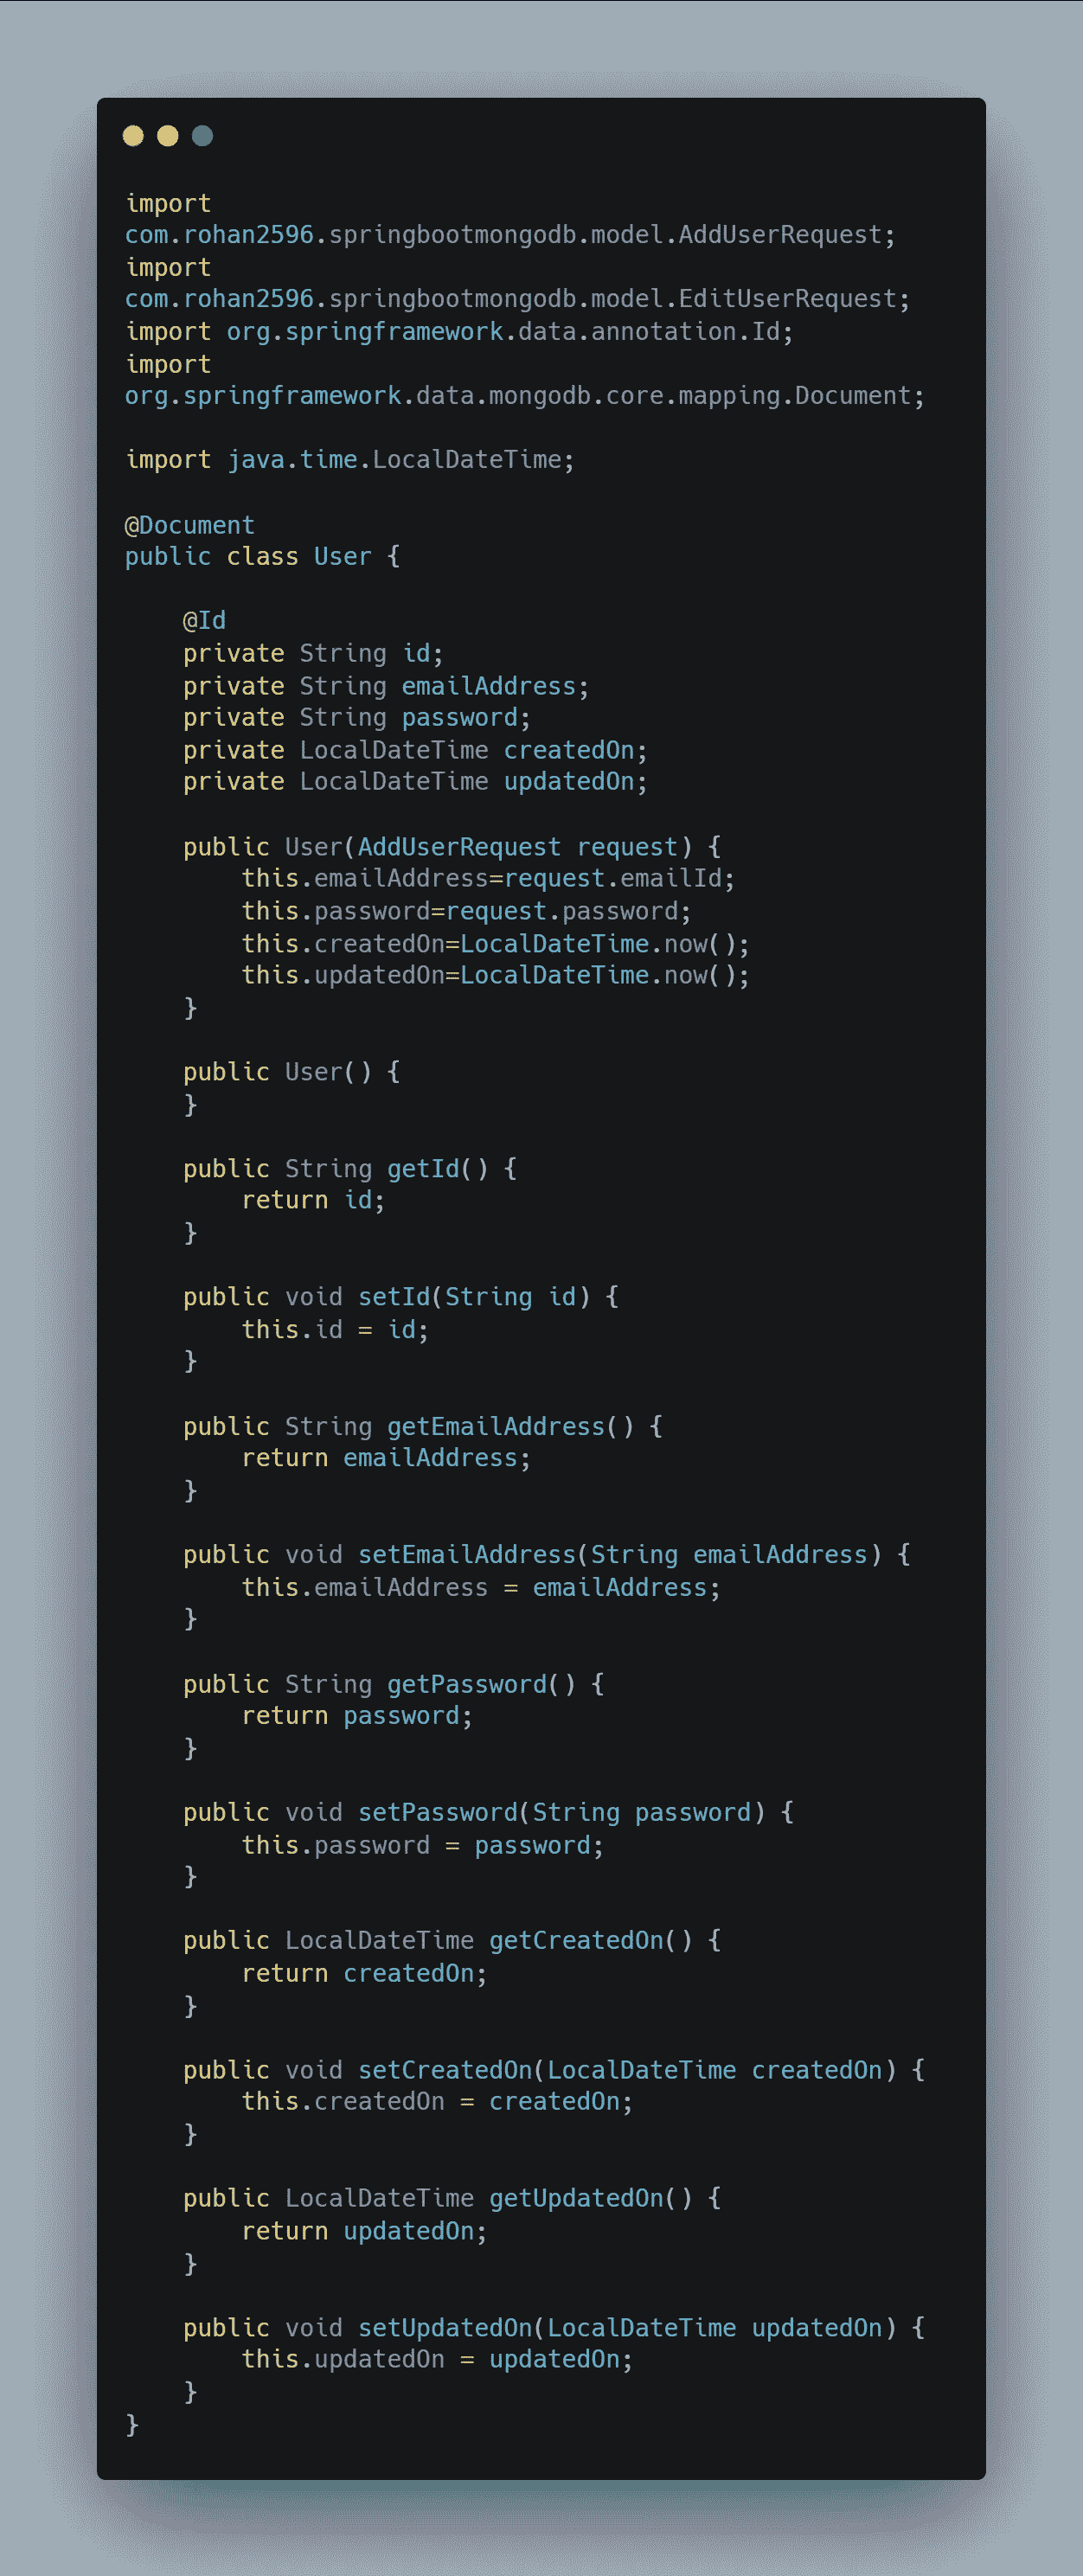 import
com.rohan2596.springbootmongodb.model.AddUserRequest;
import
com.rohan2596.springbootmongodb.model.EditUserRequest;
import org.springframework.data.annotation.Id;
import
org.springframework.data.mongodb.core.mapping.Document;

import java.time.LocalDateTime;

@Document
public class User {

    @Id
    private String id;
    private String emailAddress;
    private String password;
    private LocalDateTime createdOn;
    private LocalDateTime updatedOn;

    public User(AddUserRequest request) {
        this.emailAddress=request.emailId;
        this.password=request.password;
        this.createdOn=LocalDateTime.now();
        this.updatedOn=LocalDateTime.now();
    }

    public User() {
    }

    public String getId() {
        return id;
    }

    public void setId(String id) {
        this.id = id;
    }

    public String getEmailAddress() {
        return emailAddress;
    }

    public void setEmailAddress(String emailAddress) {
        this.emailAddress = emailAddress;
    }

    public String getPassword() {
        return password;
    }

    public void setPassword(String password) {
        this.password = password;
    }

    public LocalDateTime getCreatedOn() {
        return createdOn;
    }

    public void setCreatedOn(LocalDateTime createdOn) {
        this.createdOn = createdOn;
    }

    public LocalDateTime getUpdatedOn() {
        return updatedOn;
    }

    public void setUpdatedOn(LocalDateTime updatedOn) {
        this.updatedOn = updatedOn;
    }
}